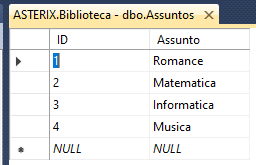 ASTERIX.Biblioteca - dbo.Assuntos
ID Assunto
1 Romance
2 Matematica
3 Informatica
4 Musica
NULL NULL